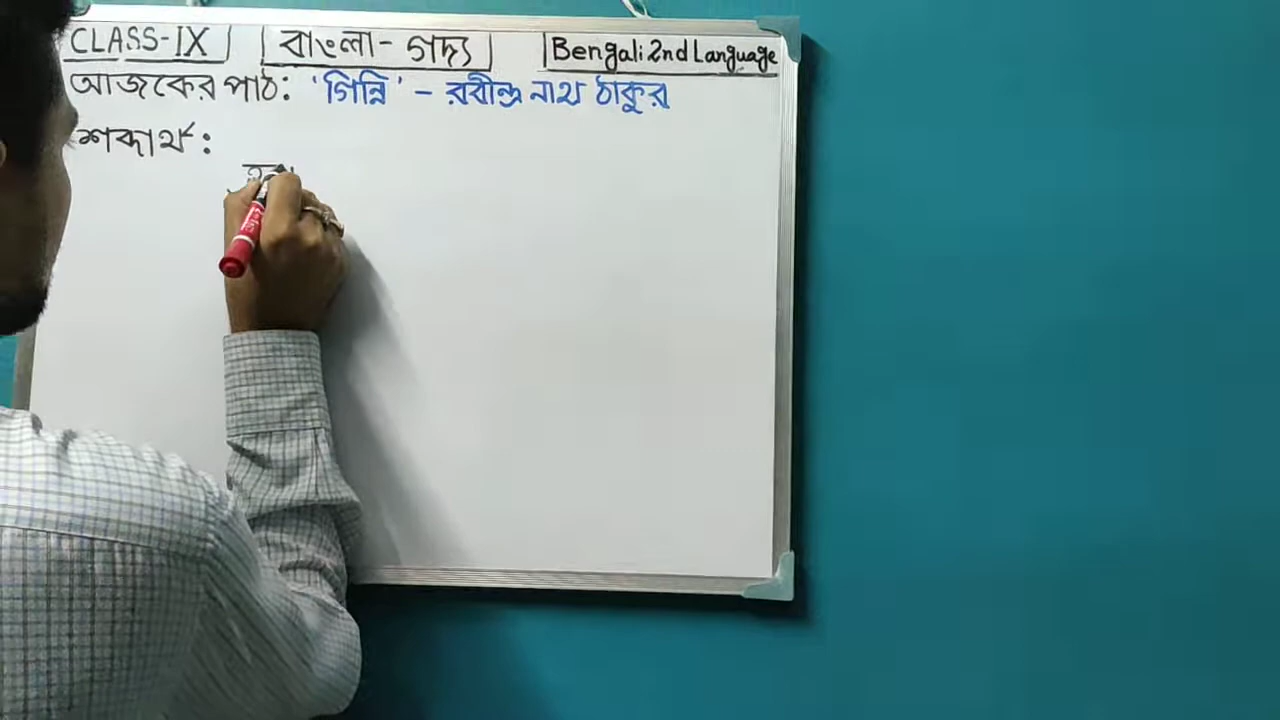 CLASS-IX বাংলা- গদ্য Bengali 2nd Language
আজকের পাঠ: 'গিন্নি' - রবীন্দ্র নাথ ঠাকুর
শব্দার্থ: